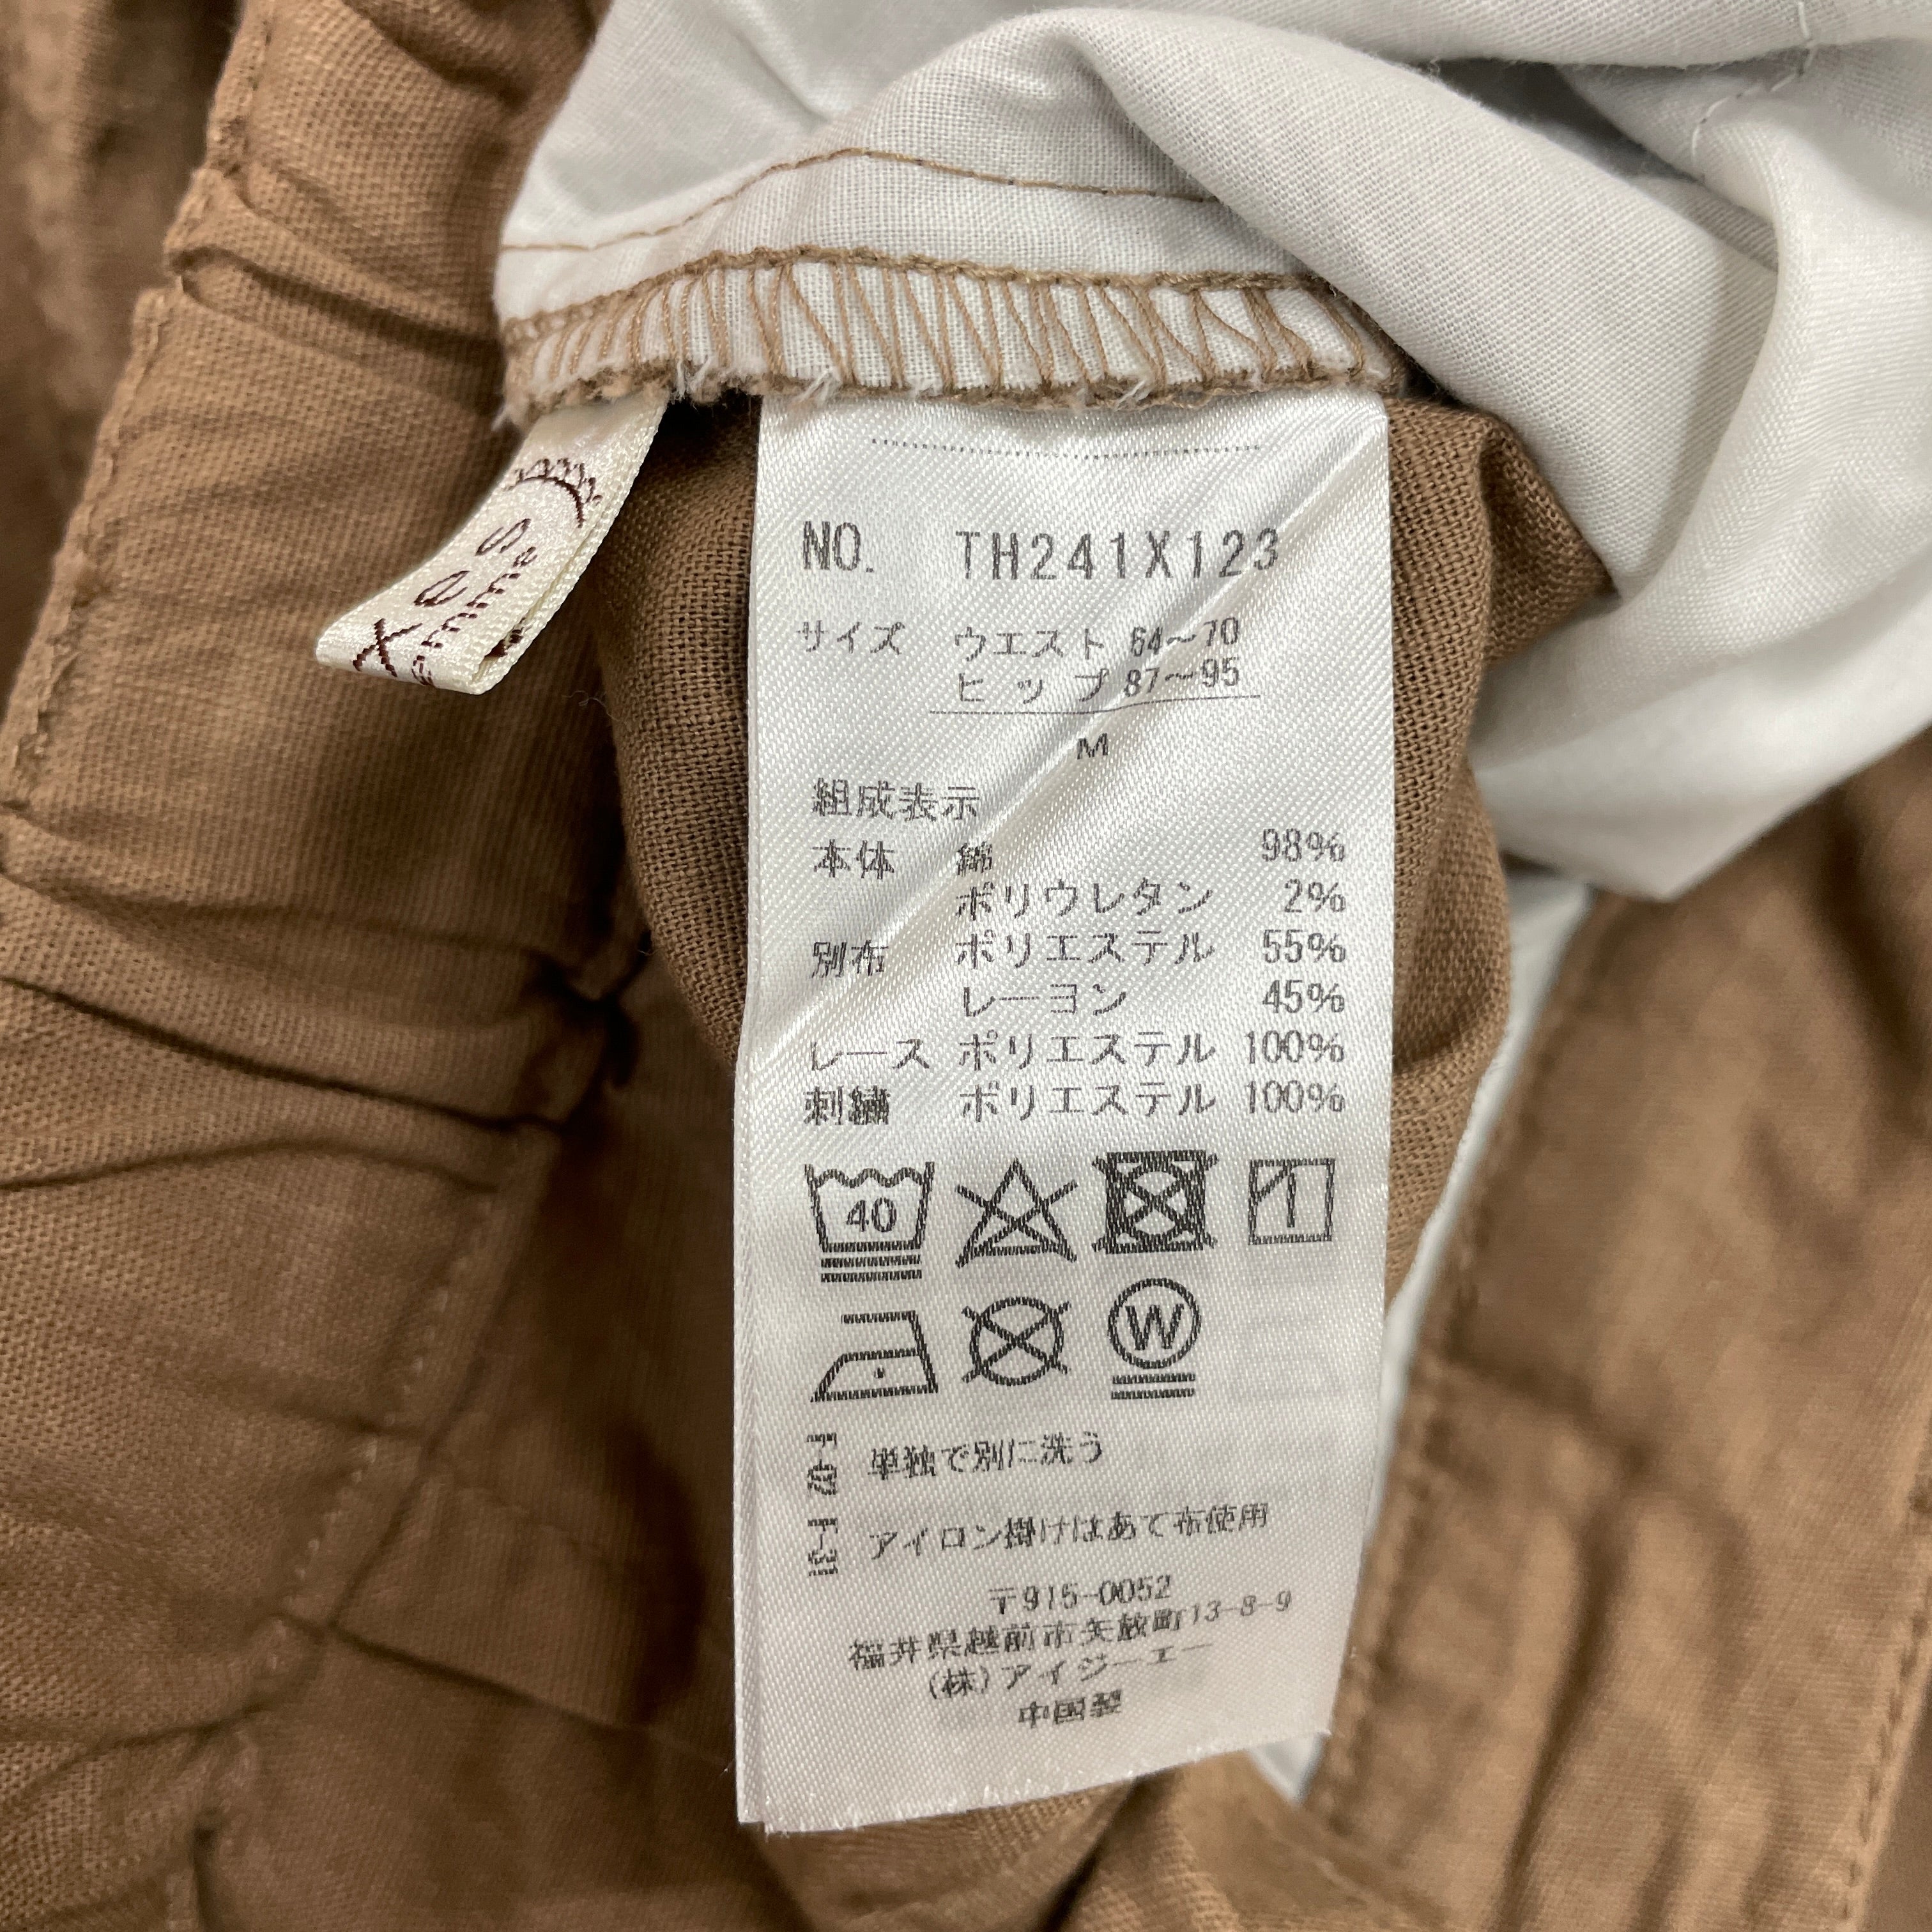 NO. TH241X123
サイズ ウエスト 64～70
ヒップ 87～95
M
組成表示
本体 綿 98%
ポリウレタン 2%
別布 ポリエステル 55%
レーヨン 45%
レース ポリエステル 100%
刺繍 ポリエステル 100%
40
1
W
単独で別に洗う
F-31 アイロン掛けはあて布使用
〒915-0052
福井県越前市矢放町13-8-9
(株)アイジーエー
中国製